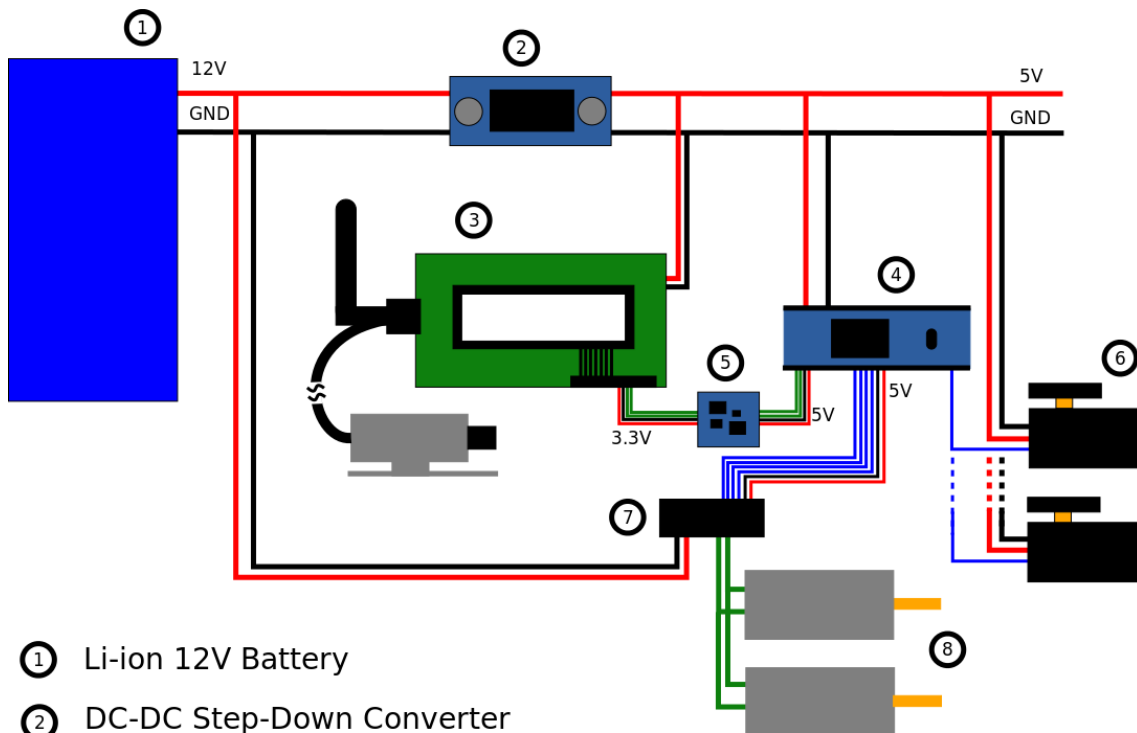 1
2
12V
5V
GND
GND
3
4
5
6
5V
5V
3.3V
7
8
1 Li-ion 12V Battery
2 DC-DC Step-Down Converter